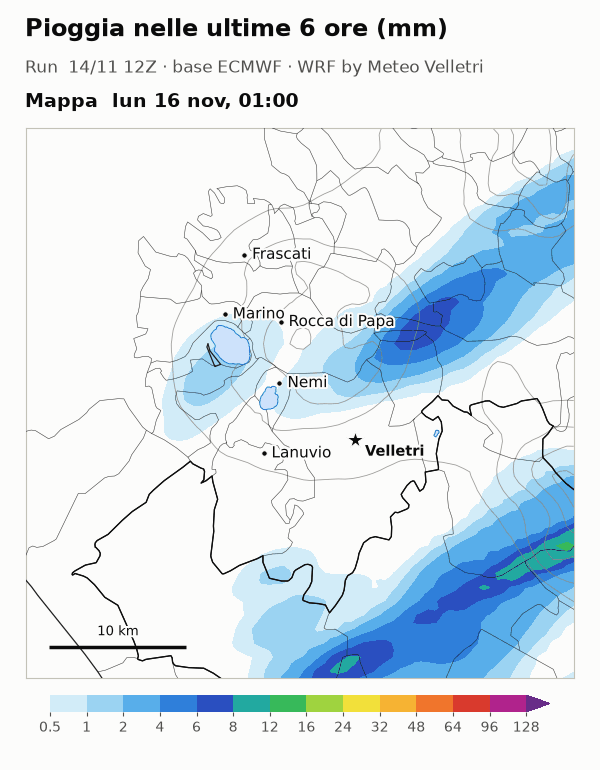 Pioggia nelle ultime 6 ore (mm)
Run  14/11 12Z · base ECMWF · WRF by Meteo Velletri
Mappa  lun 16 nov, 01:00
Frascati
Marino
Rocca di Papa
Nemi
Velletri
Lanuvio
10 km
0.5 1 2 4 6 8 12 16 24 32 48 64 96 128